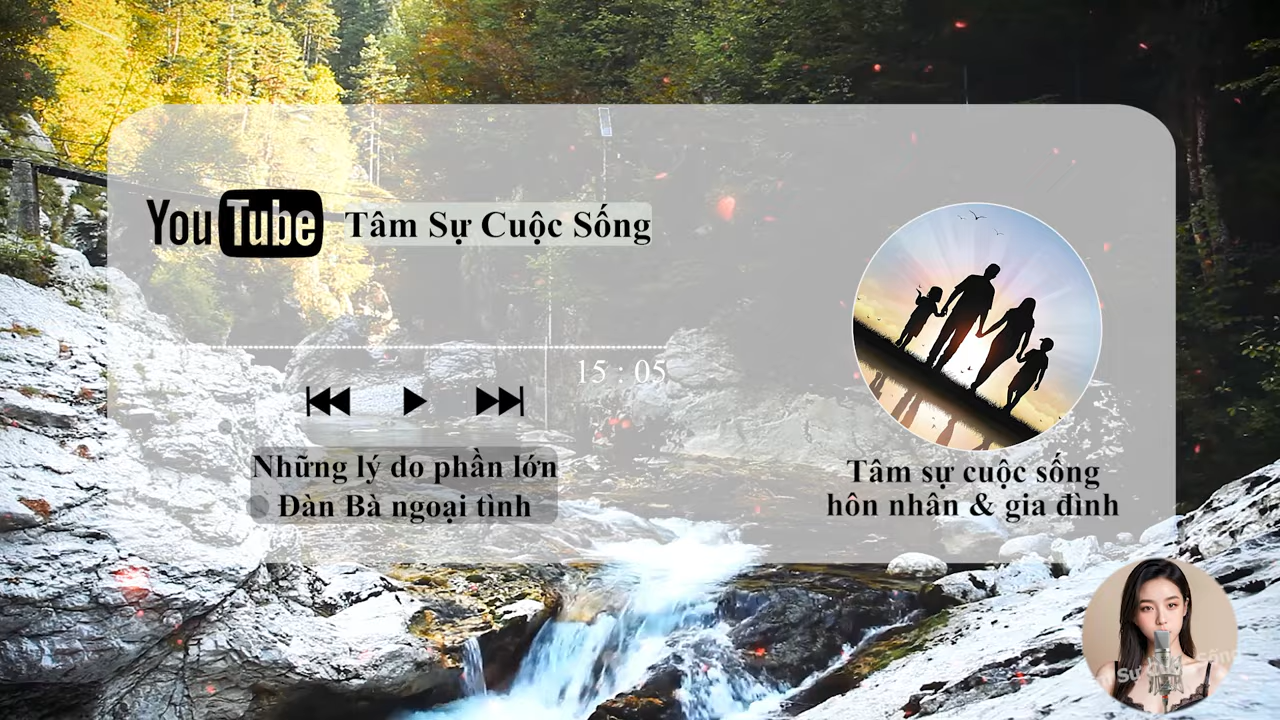 YouTube Tâm Sự Cuộc Sống
15 : 05
Những lý do phần lớn
Đàn Bà ngoại tình
Tâm sự cuộc sống
hôn nhân & gia đình